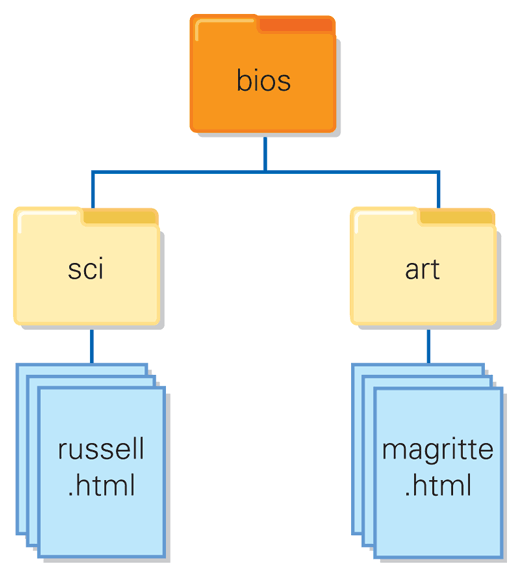 bios
sci
art
russell
.html
magritte
.html